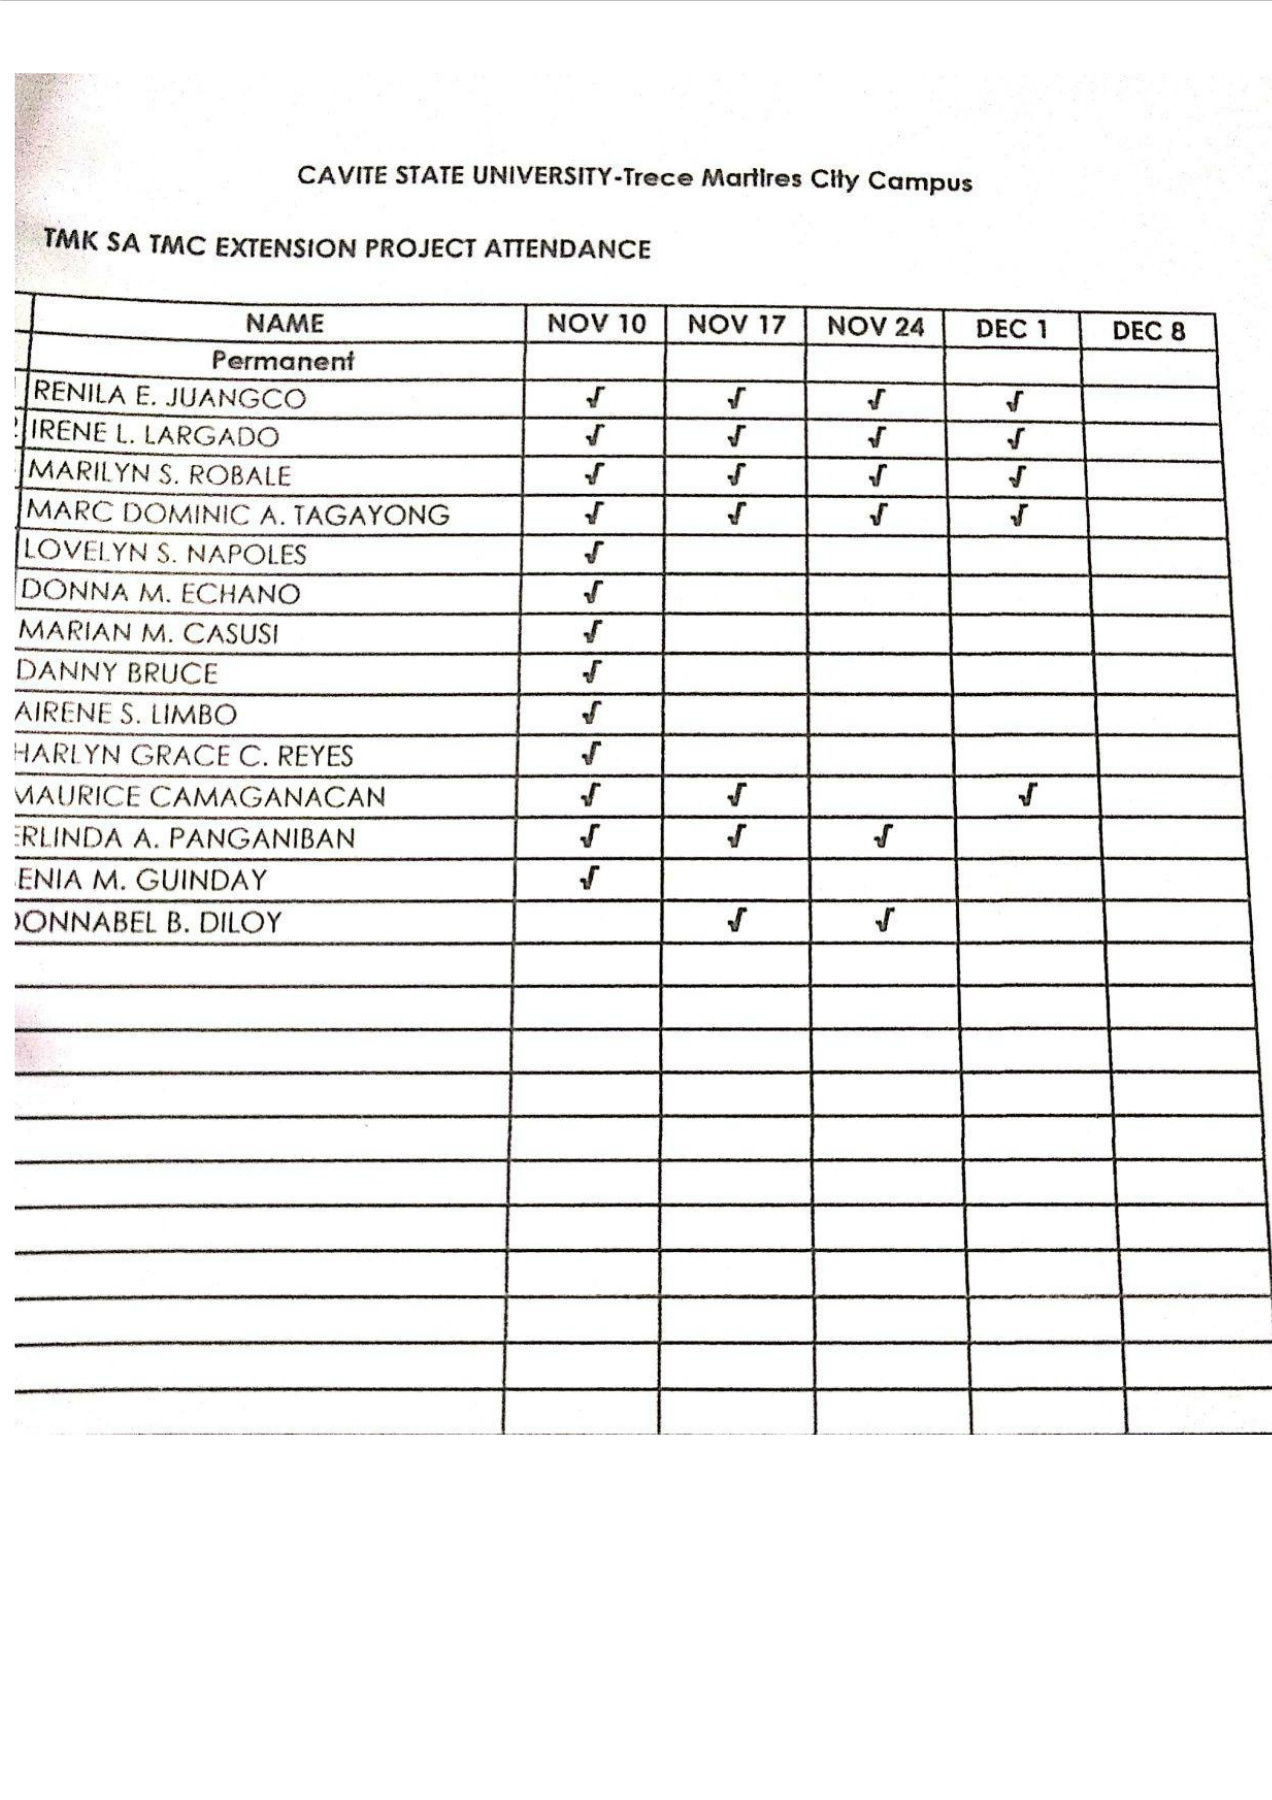 CAVITE STATE UNIVERSITY-Trece Martires City Campus
TMK SA TMC EXTENSION PROJECT ATTENDANCE
NAME NOV 10 NOV 17 NOV 24 DEC 1 DEC 8
Permanent
RENILA E. JUANGCO √ √ √ √
IRENE L. LARGADO √ √ √ √
MARILYN S. ROBALE √ √ √ √
MARC DOMINIC A. TAGAYONG √ √ √ √
LOVELYN S. NAPOLES √
DONNA M. ECHANO √
MARIAN M. CASUSI √
DANNY BRUCE √
AIRENE S. LIMBO √
HARLYN GRACE C. REYES √
MAURICE CAMAGANACAN √ √ √
ERLINDA A. PANGANIBAN √ √ √
ENIA M. GUINDAY √
DONNABEL B. DILOY √ √